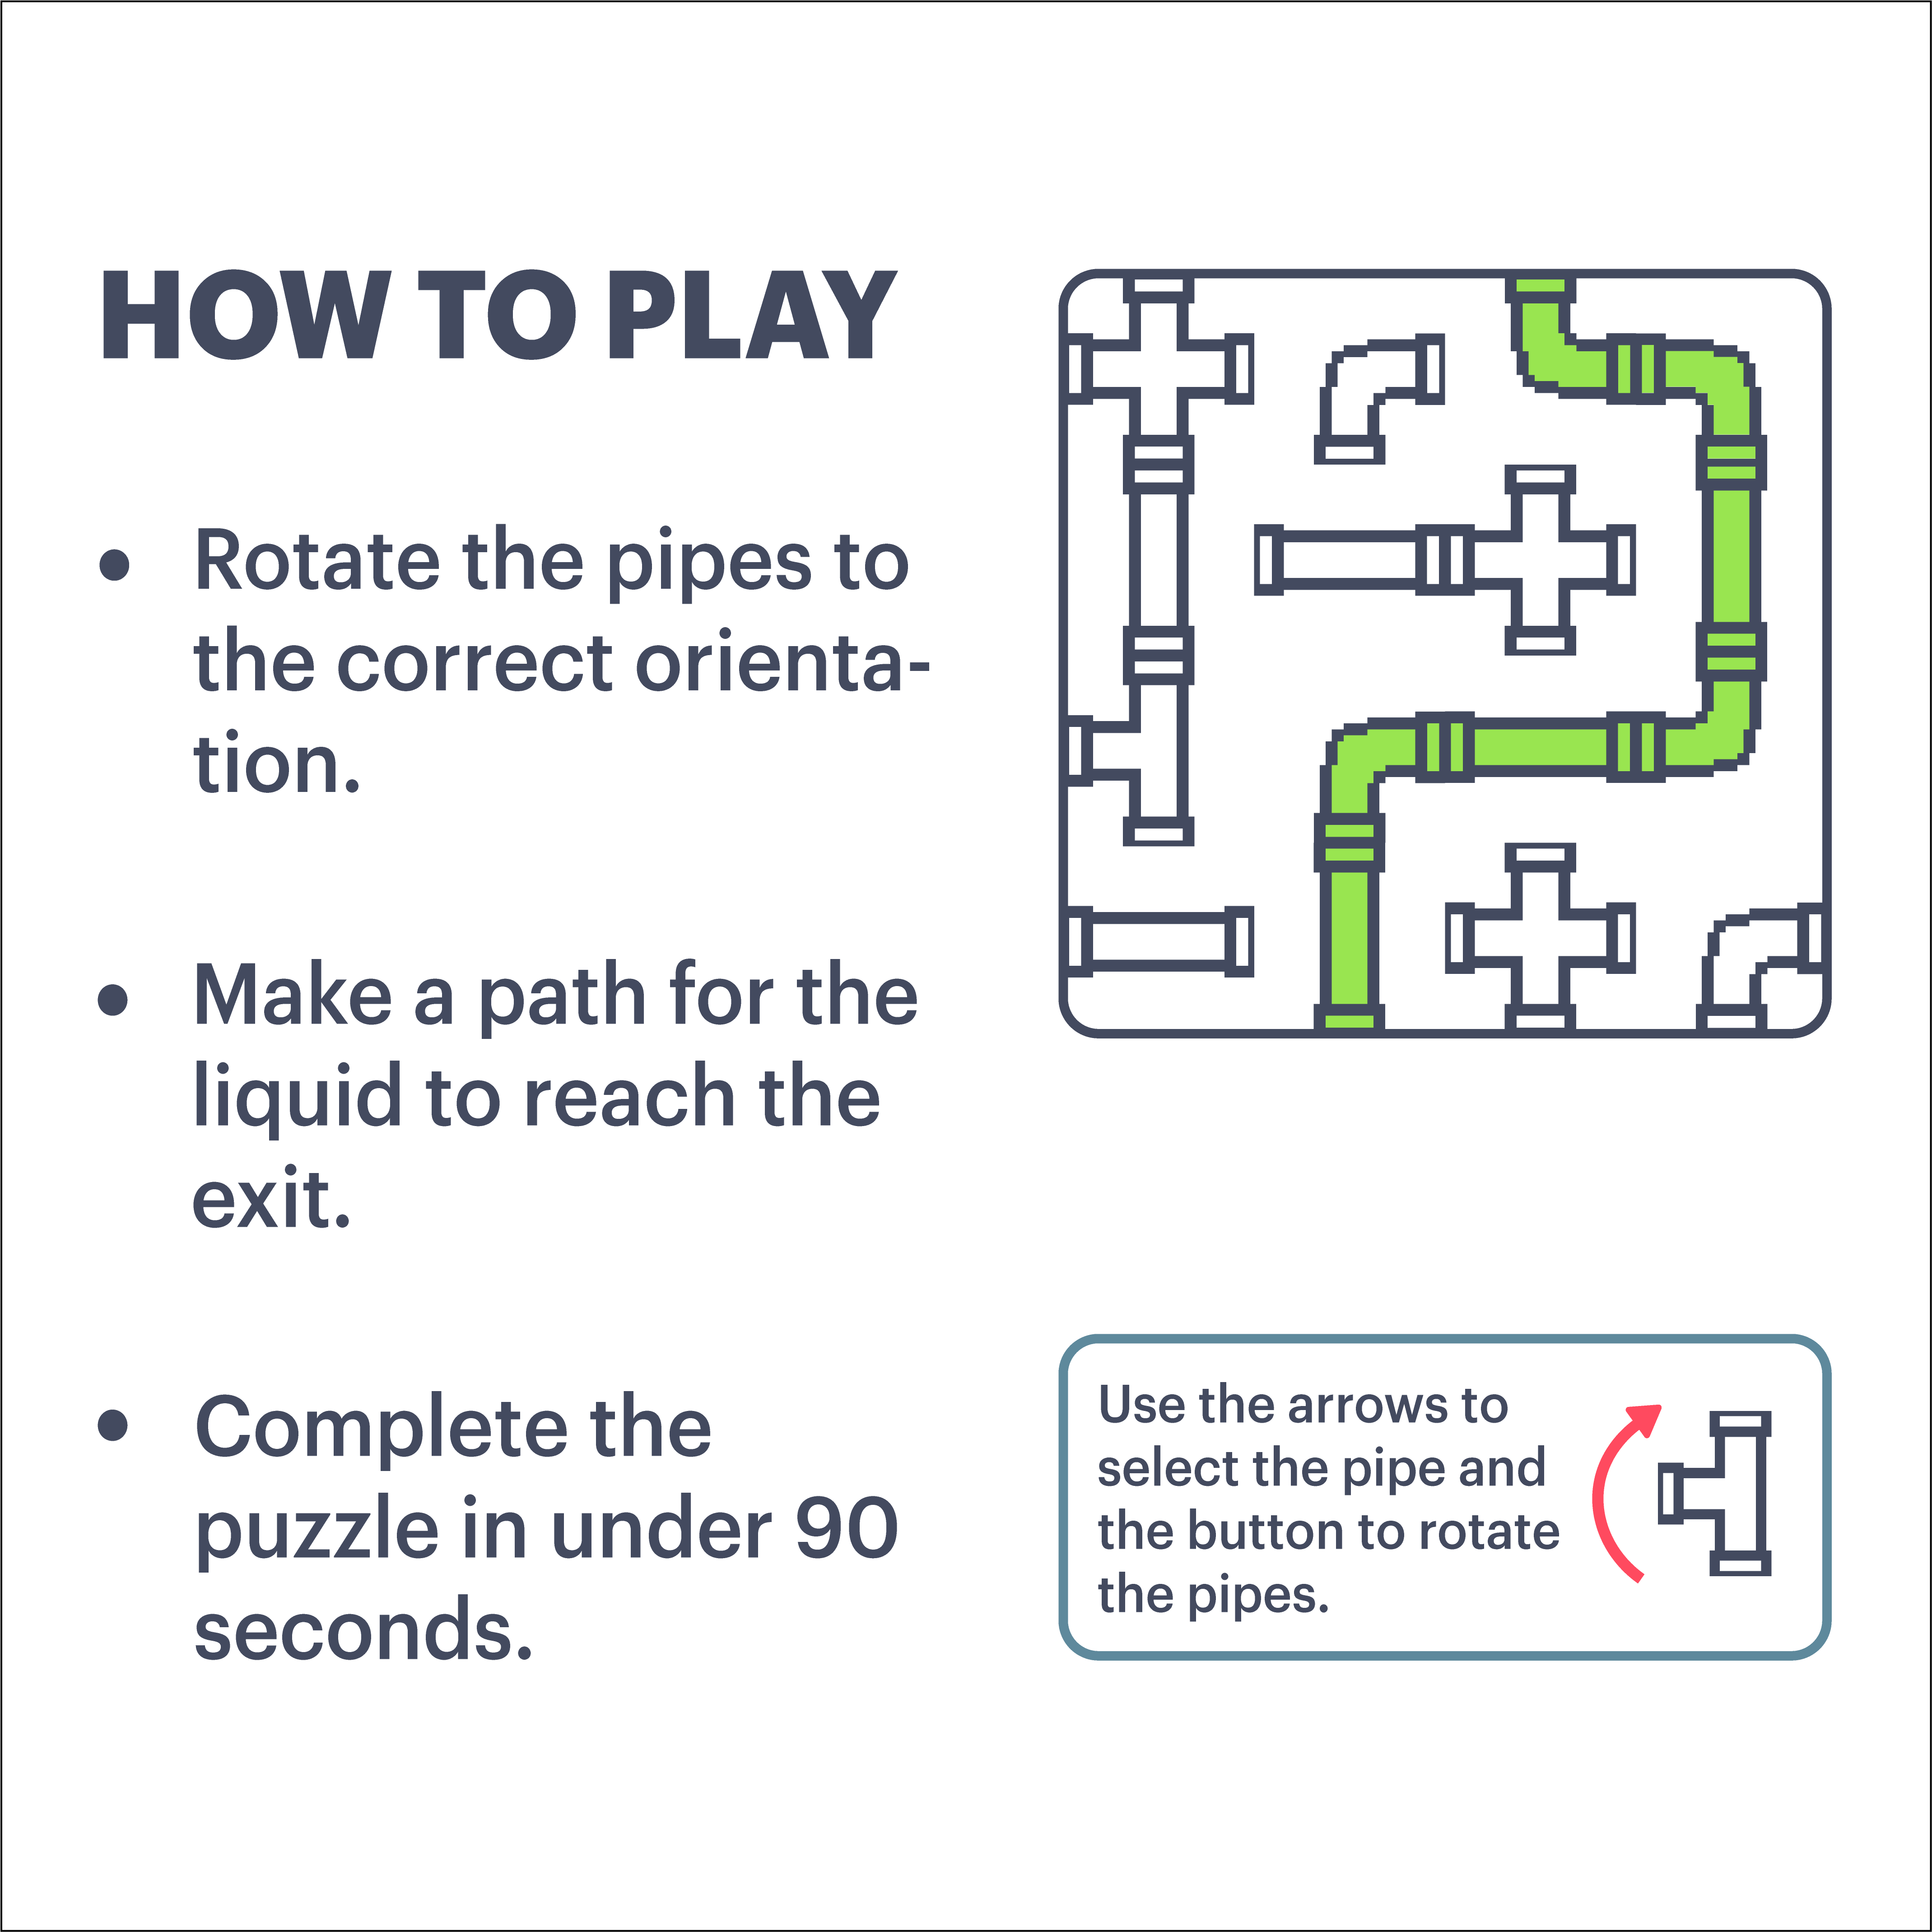 HOW TO PLAY
• Rotate the pipes to
the correct orienta-
tion.
• Make a path for the
liquid to reach the
exit.
• Complete the
puzzle in under 90
seconds.
Use the arrows to
select the pipe and
the button to rotate
the pipes.